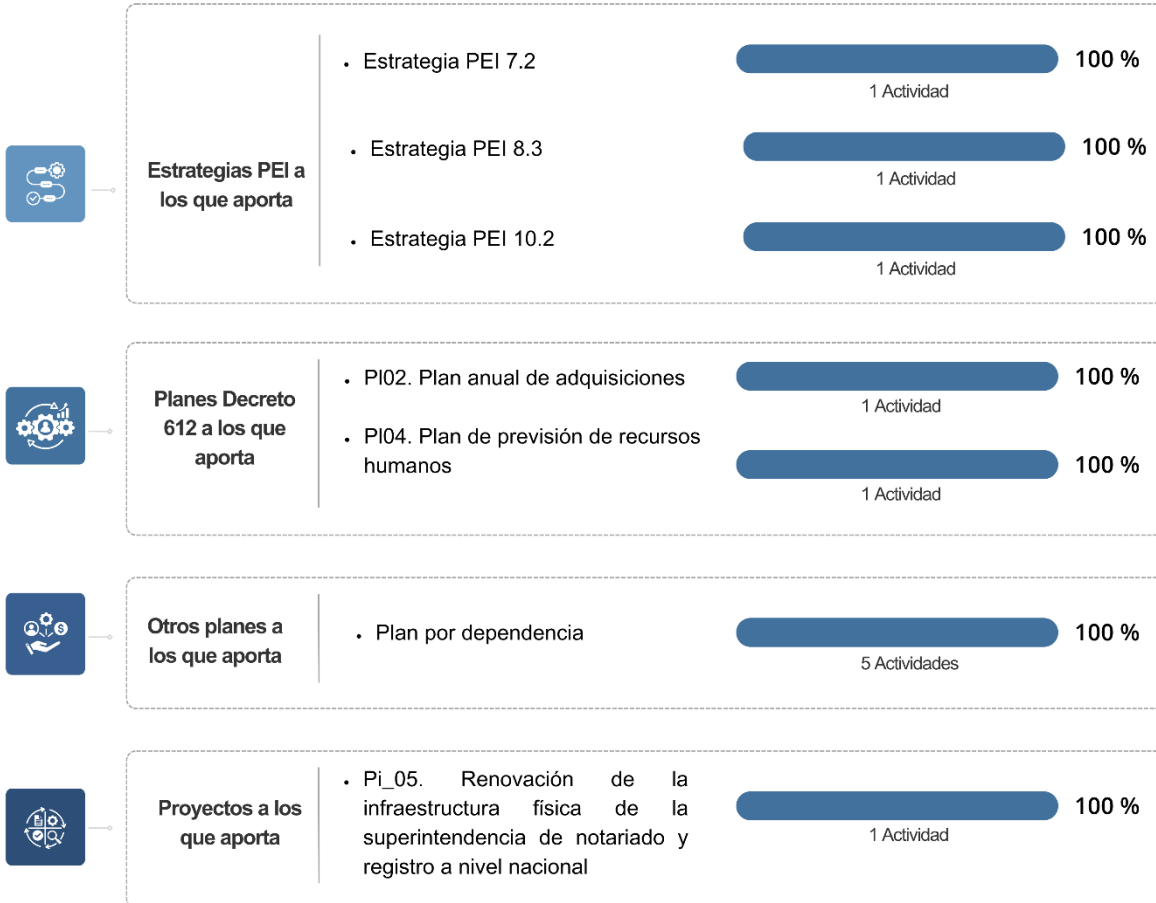 • Estrategia PEI 7.2
100 %
1 Actividad
Estrategias PEI a
los que aporta
• Estrategia PEI 8.3
100 %
1 Actividad
• Estrategia PEI 10.2
100 %
1 Actividad
Planes Decreto
612 a los que
aporta
• Pl02. Plan anual de adquisiciones
100 %
1 Actividad
• Pl04. Plan de previsión de recursos
humanos
100 %
1 Actividad
Otros planes a
los que aporta
• Plan por dependencia
100 %
5 Actividades
Proyectos a los
que aporta
• Pi_05. Renovación de la
infraestructura física de la
superintendencia de notariado y
registro a nivel nacional
100 %
1 Actividad